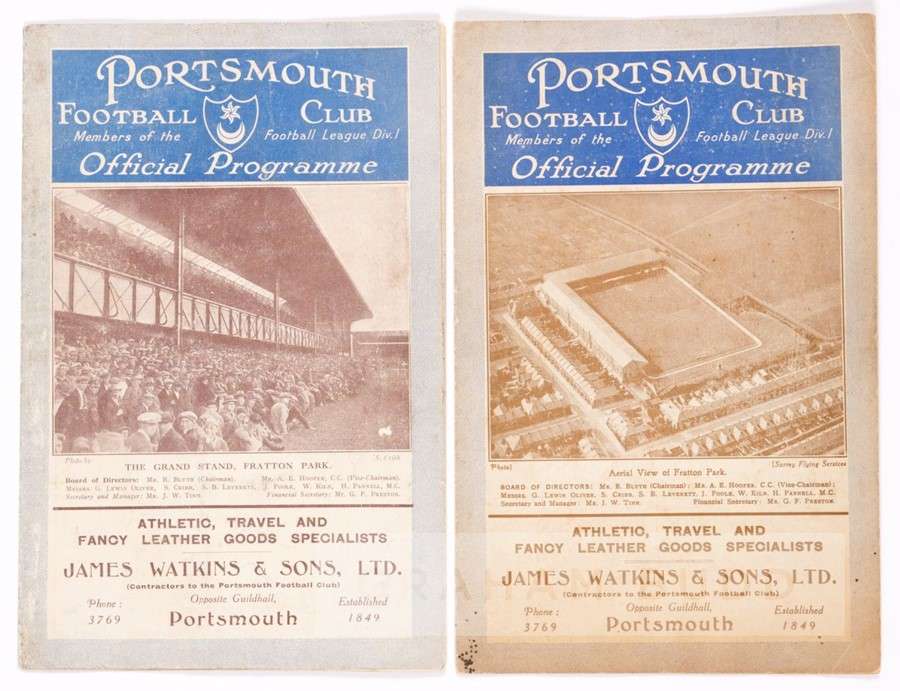 PORTSMOUTH
FOOTBALL CLUB
Members of the Football League Div. 1
Official Programme
Photo by
THE GRAND STAND, FRATTON PARK.
Board of Directors: Mr. R. Blyth (Chairman). Mr. A. E. Hooper, C.C. (Vice-Chairman).
Messrs. G. Lewis Oliver, S. Cribb, S. B. Leverett, J. Poole, W. Kiln, H. Pannell, M.C.
Secretary and Manager: Mr. J. W. Tinn. Financial Secretary: Mr. G. F. Preston.
ATHLETIC, TRAVEL AND
FANCY LEATHER GOODS SPECIALISTS
JAMES WATKINS & SONS, LTD.
(Contractors to the Portsmouth Football Club)
Phone: Opposite Guildhall, Established
3769 Portsmouth 1849
PORTSMOUTH
FOOTBALL CLUB
Members of the Football League Div. 1
Official Programme
Photo] [Surrey Flying Services
Aerial View of Fratton Park.
BOARD OF DIRECTORS: Mr. R. Blyth (Chairman); Mr. A. E. Hooper, C.C. (Vice-Chairman);
Messrs. G. Lewis Oliver, S. Cribb, S. B. Leverett, J. Poole, W. Kiln, H. Pannell, M.C.
Secretary and Manager: Mr. J. W. Tinn. Financial Secretary: Mr. G. F. Preston.
ATHLETIC, TRAVEL AND
FANCY LEATHER GOODS SPECIALISTS
JAMES WATKINS & SONS, LTD.
(Contractors to the Portsmouth Football Club)
Phone: Opposite Guildhall, Established
3769 Portsmouth 1849